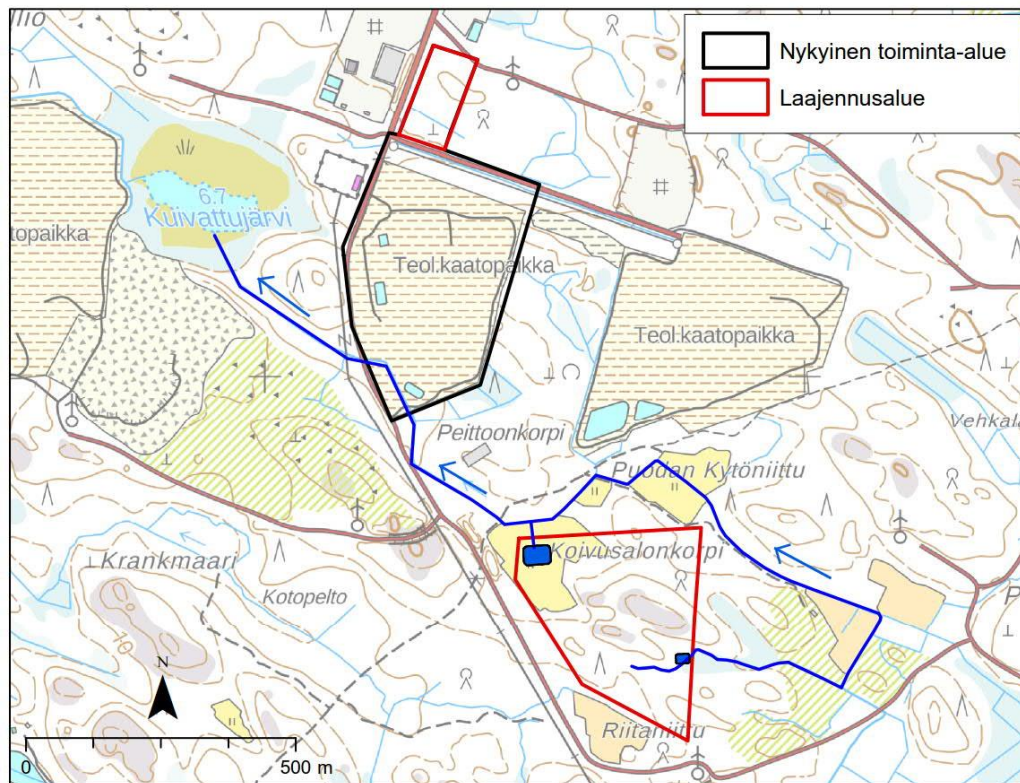 Nykyinen toiminta-alue
Laajennusalue
6.7
Kuivattujärvi
topaikka
Teol.kaatopaikka
Teol.kaatopaikka
Peittoonkorpi
Vehkala
Puodan Kytöniittu
Koivusalonkorpi
Krankmaari
Kotopelto
P
10
N
Riitaniittu
0
500 m